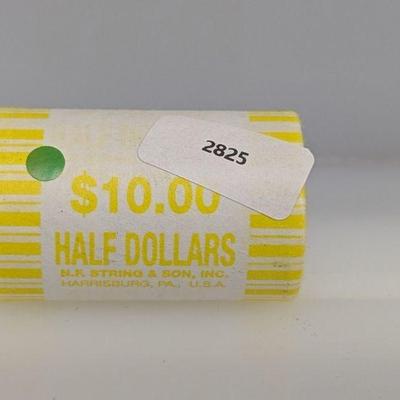 2825
$10.00
HALF DOLLARS
N.F. STRING & SON, INC.
HARRISBURG, PA., U.S.A.